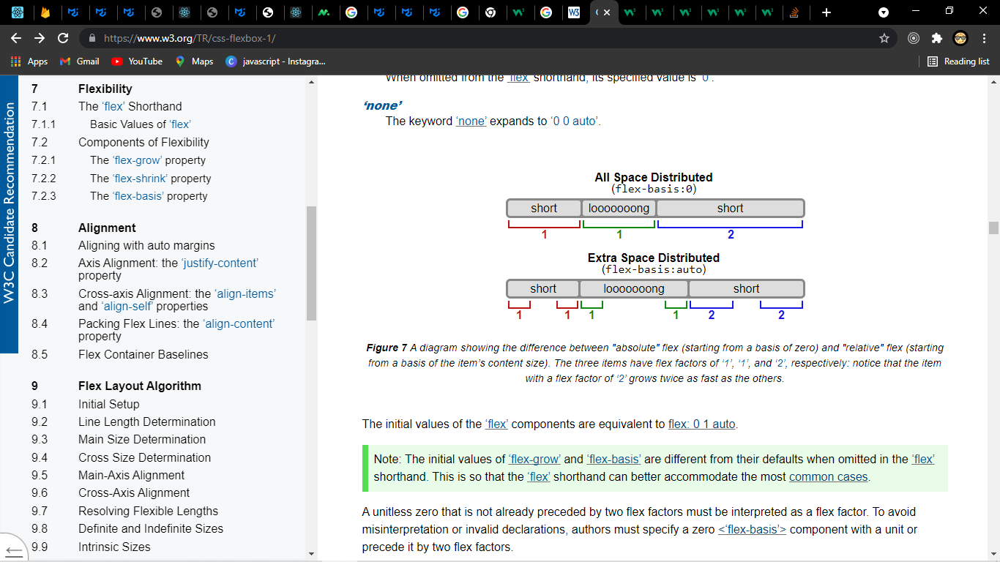 https://www.w3.org/TR/css-flexbox-1/
Apps Gmail YouTube Maps javascript - Instagra... Reading list
W3C Candidate Recommendation
7 Flexibility
7.1 The ‘flex’ Shorthand
7.1.1 Basic Values of ‘flex’
7.2 Components of Flexibility
7.2.1 The ‘flex-grow’ property
7.2.2 The ‘flex-shrink’ property
7.2.3 The ‘flex-basis’ property
8 Alignment
8.1 Aligning with auto margins
8.2 Axis Alignment: the ‘justify-content’
property
8.3 Cross-axis Alignment: the ‘align-items’
and ‘align-self’ properties
8.4 Packing Flex Lines: the ‘align-content’
property
8.5 Flex Container Baselines
9 Flex Layout Algorithm
9.1 Initial Setup
9.2 Line Length Determination
9.3 Main Size Determination
9.4 Cross Size Determination
9.5 Main-Axis Alignment
9.6 Cross-Axis Alignment
9.7 Resolving Flexible Lengths
9.8 Definite and Indefinite Sizes
9.9 Intrinsic Sizes
When omitted from the ‘flex’ shorthand, its specified value is ‘0’.
‘none’
The keyword ‘none’ expands to ‘0 0 auto’.
All Space Distributed
(flex-basis:0)
short looooooong short
1 1 2
Extra Space Distributed
(flex-basis:auto)
short looooooong short
1 1 1 1 2 2
Figure 7 A diagram showing the difference between "absolute" flex (starting from a basis of zero) and "relative" flex (starting
from a basis of the item’s content size). The three items have flex factors of ‘1’, ‘1’, and ‘2’, respectively: notice that the item
with a flex factor of ‘2’ grows twice as fast as the others.
The initial values of the ‘flex’ components are equivalent to flex: 0 1 auto.
Note: The initial values of ‘flex-grow’ and ‘flex-basis’ are different from their defaults when omitted in the ‘flex’
shorthand. This is so that the ‘flex’ shorthand can better accommodate the most common cases.
A unitless zero that is not already preceded by two flex factors must be interpreted as a flex factor. To avoid
misinterpretation or invalid declarations, authors must specify a zero <‘flex-basis’> component with a unit or
precede it by two flex factors.